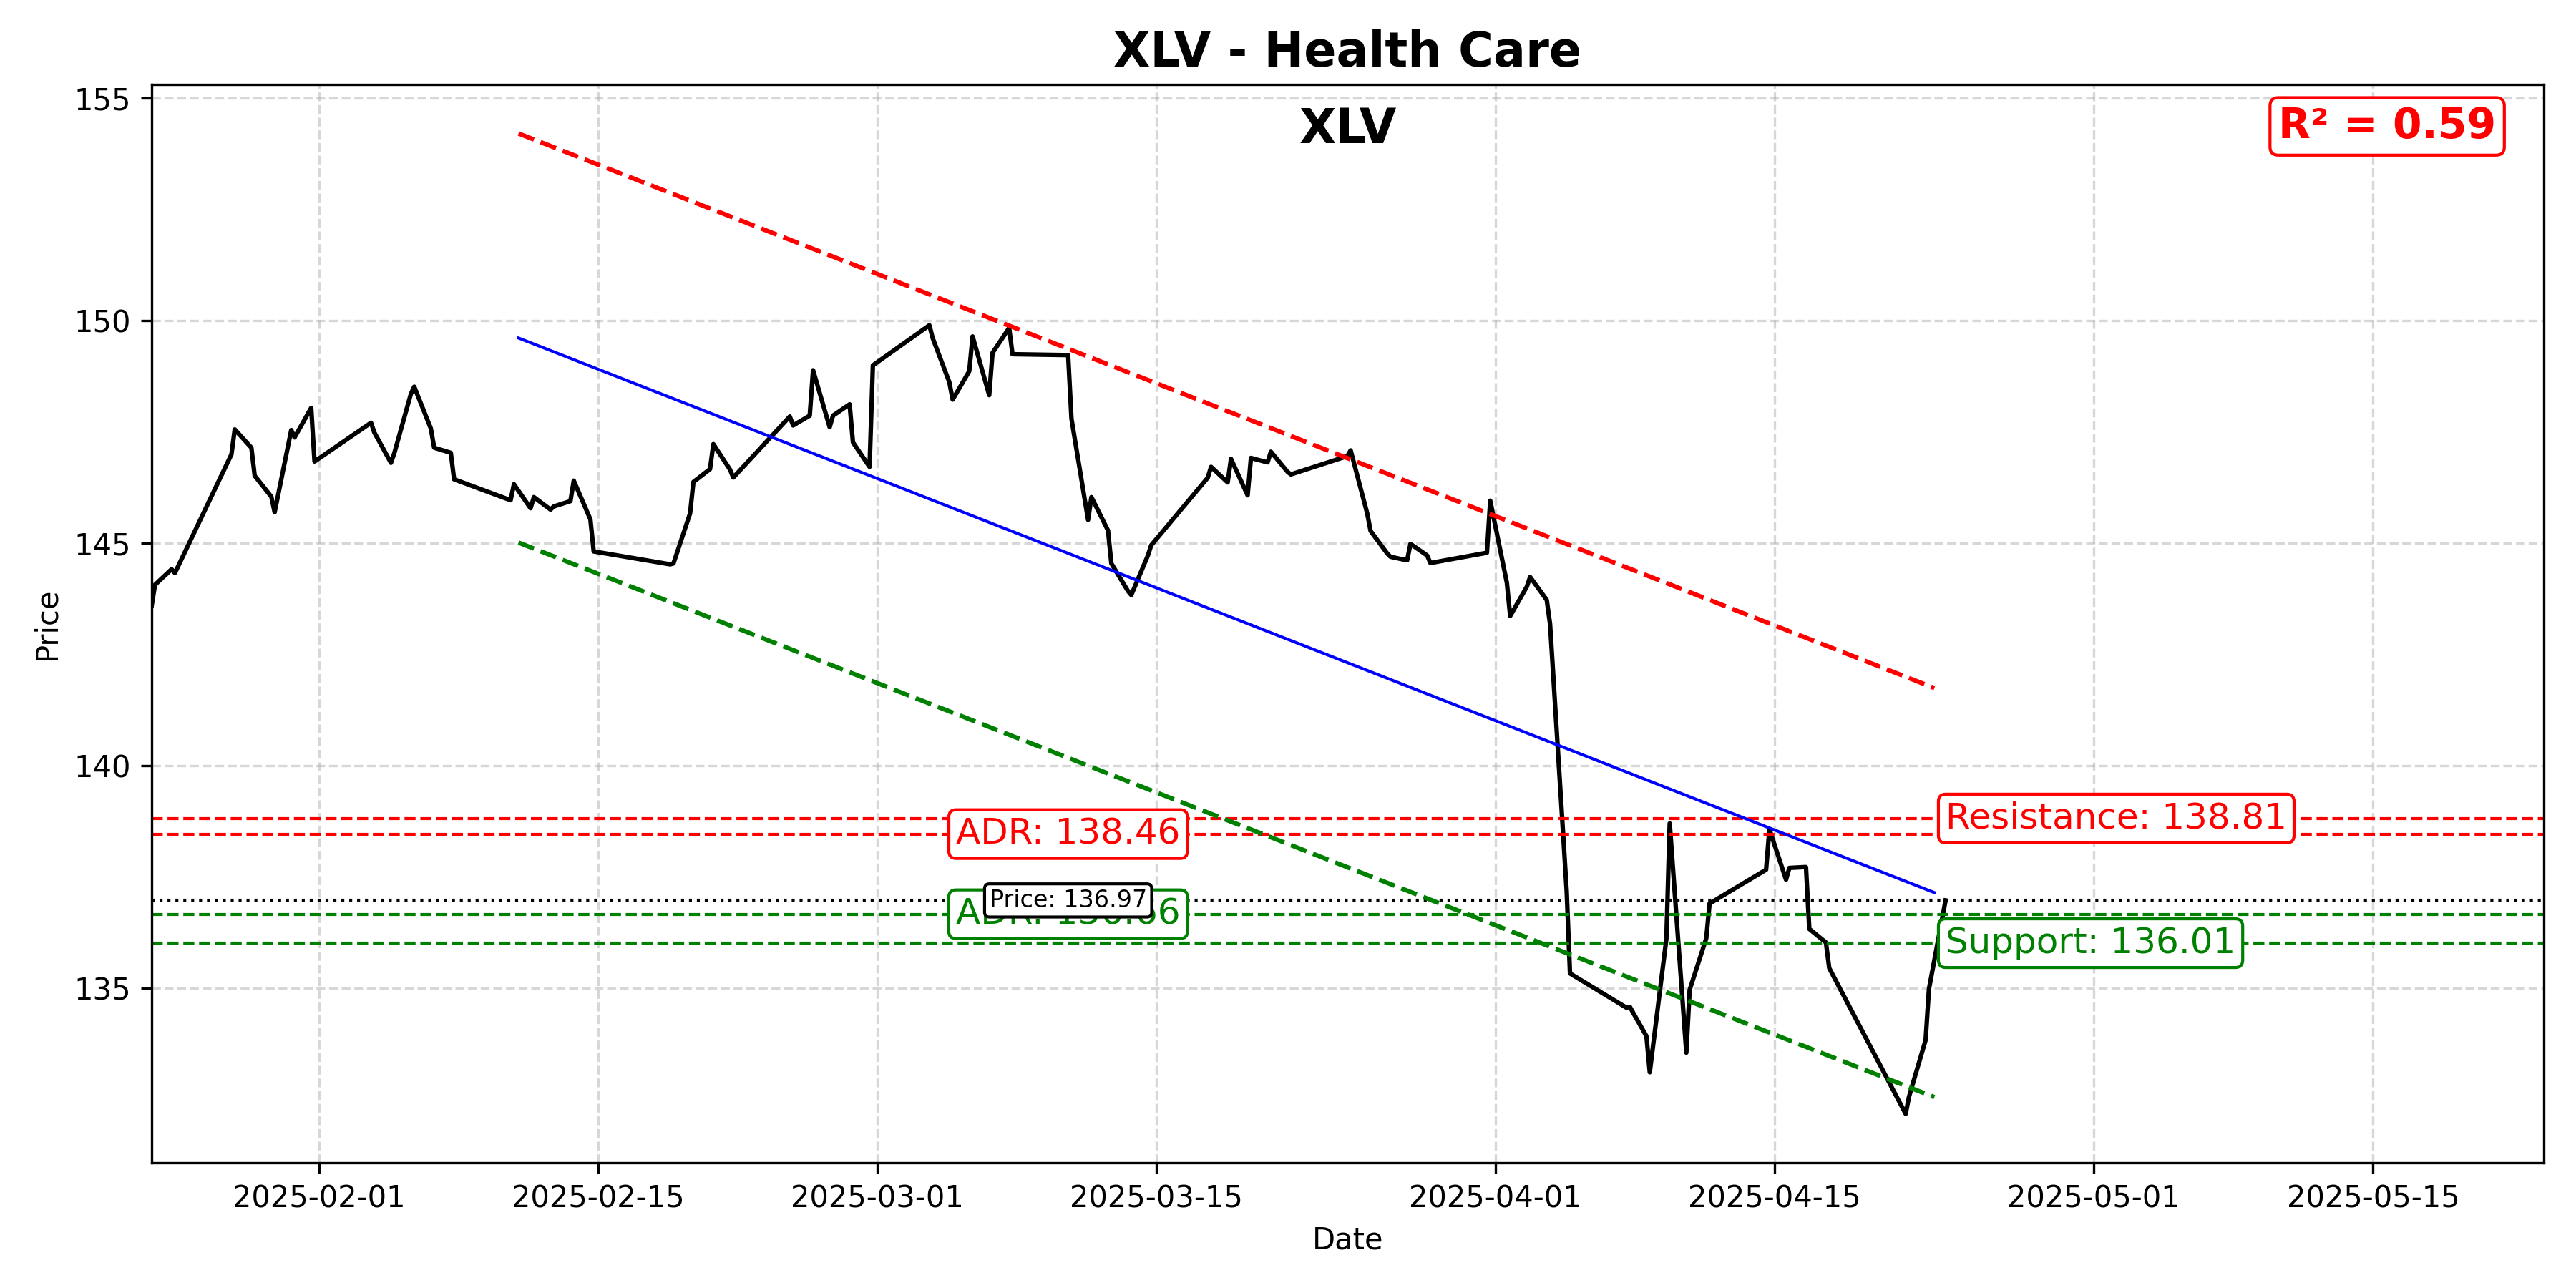 XLV - Health Care
XLV
R² = 0.59
155
150
145
140
135
Price
ADR: 138.46
Resistance: 138.81
Price: 136.97
Support: 136.01
2025-02-01
2025-02-15
2025-03-01
2025-03-15
2025-04-01
2025-04-15
2025-05-01
2025-05-15
Date